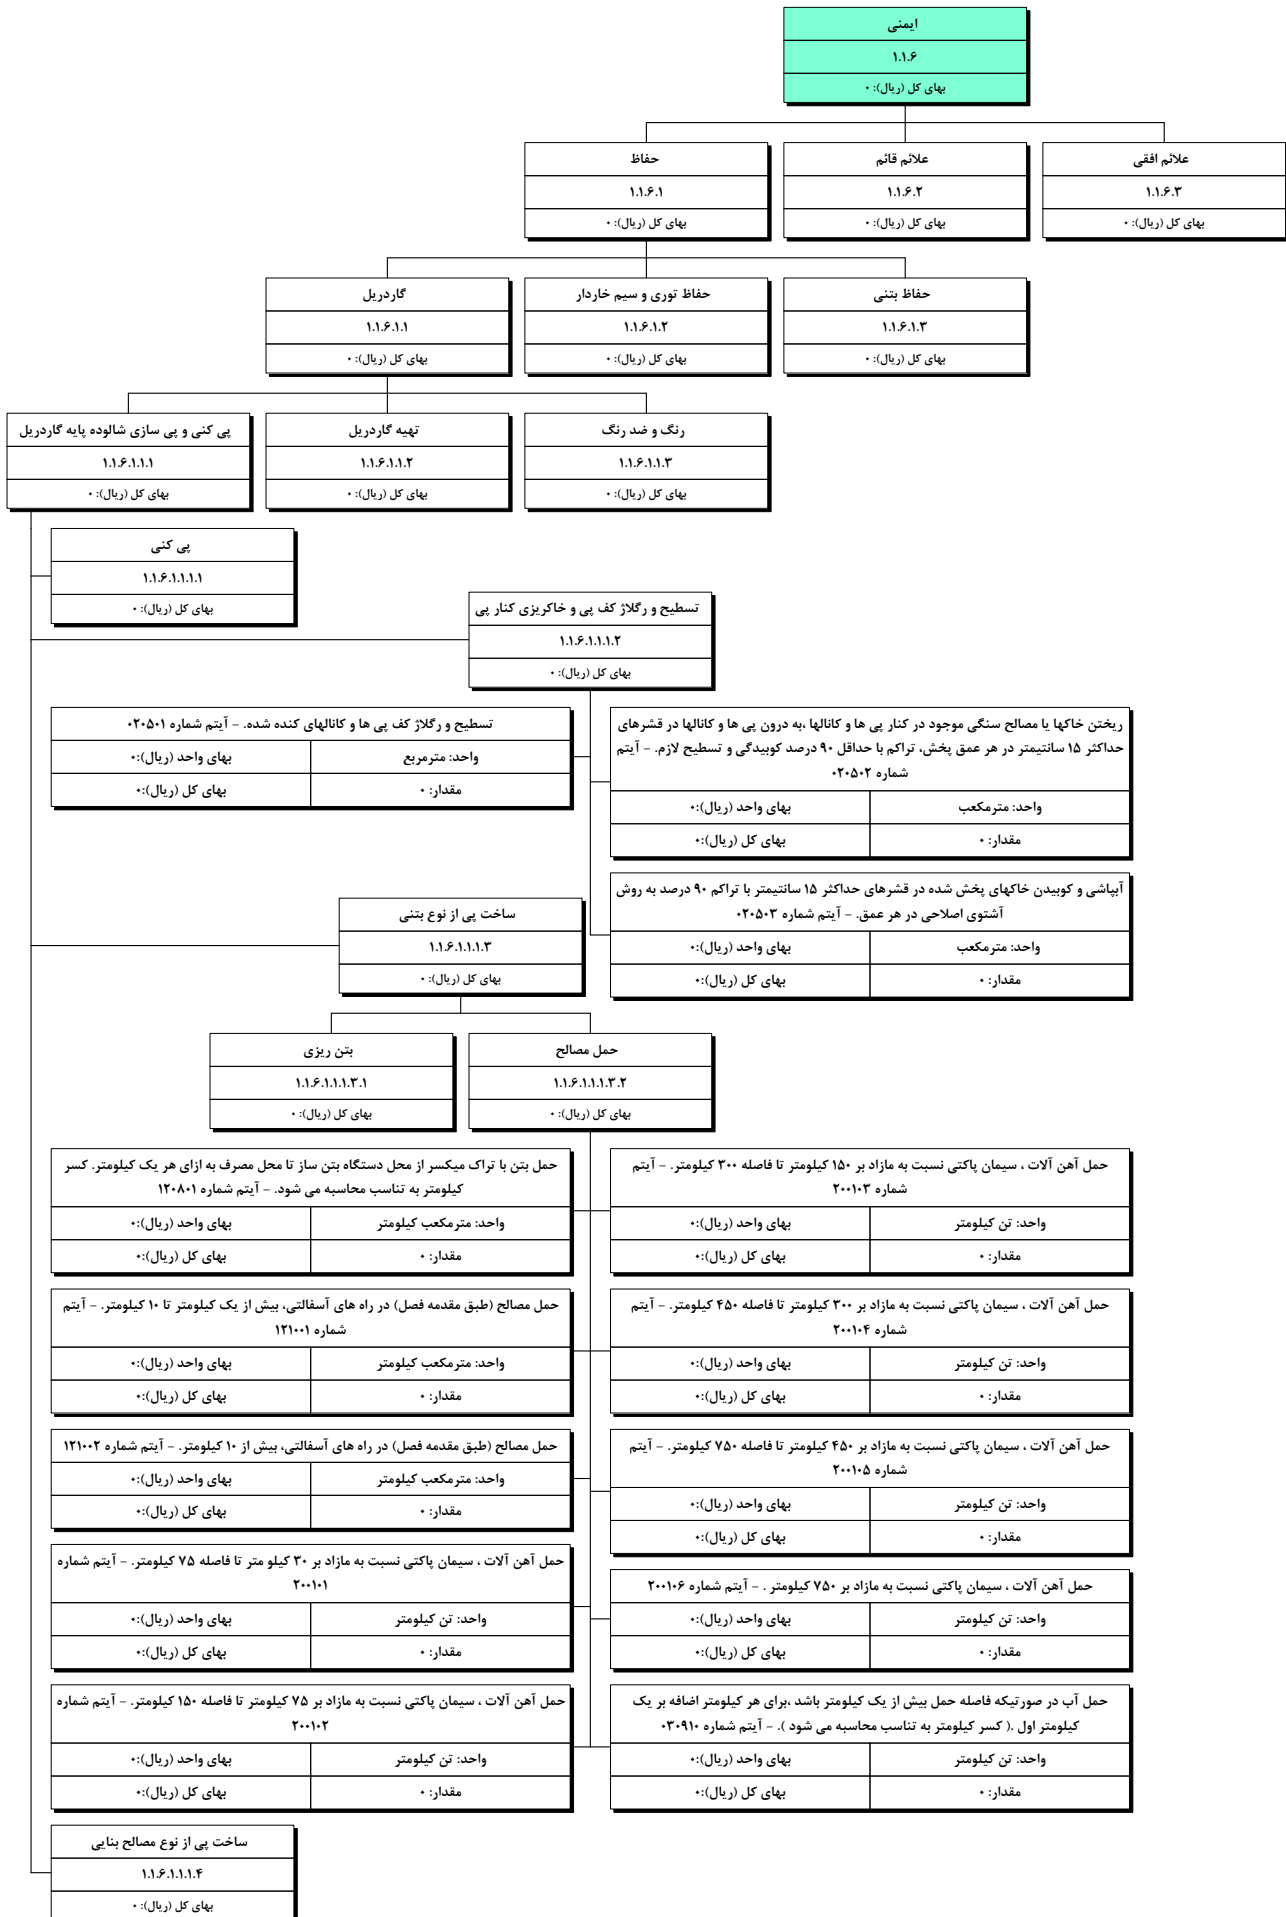 ایمنی
۱.۱.۶
بهای کل (ریال): ۰
حفاظ
۱.۱.۶.۱
بهای کل (ریال): ۰
علائم قائم
۱.۱.۶.۲
بهای کل (ریال): ۰
علائم افقی
۱.۱.۶.۳
بهای کل (ریال): ۰
گاردریل
۱.۱.۶.۱.۱
بهای کل (ریال): ۰
حفاظ توری و سیم خاردار
۱.۱.۶.۱.۲
بهای کل (ریال): ۰
حفاظ بتنی
۱.۱.۶.۱.۳
بهای کل (ریال): ۰
پی کنی و پی سازی شالوده پایه گاردریل
۱.۱.۶.۱.۱.۱
بهای کل (ریال): ۰
تهیه گاردریل
۱.۱.۶.۱.۱.۲
بهای کل (ریال): ۰
رنگ و ضد رنگ
۱.۱.۶.۱.۱.۳
بهای کل (ریال): ۰
پی کنی
۱.۱.۶.۱.۱.۱.۱
بهای کل (ریال): ۰
تسطیح و رگلاژ کف پی و خاکریزی کنار پی
۱.۱.۶.۱.۱.۱.۲
بهای کل (ریال): ۰
تسطیح و رگلاژ کف پی ها و کانالهای کنده شده. - آیتم شماره ۰۲۰۵۰۱
واحد: مترمربع
بهای واحد (ریال):۰
مقدار: ۰
بهای کل (ریال):۰
ریختن خاکها یا مصالح سنگی موجود در کنار پی ها و کانالها ،به درون پی ها و کانالها در قشرهای
حداکثر ۱۵ سانتیمتر در هر عمق پخش، تراکم با حداقل ۹۰ درصد کوبیدگی و تسطیح لازم. - آیتم
شماره ۰۲۰۵۰۲
واحد: مترمکعب
بهای واحد (ریال):۰
مقدار: ۰
بهای کل (ریال):۰
آبپاشی و کوبیدن خاکهای پخش شده در قشرهای حداکثر ۱۵ سانتیمتر با تراکم ۹۰ درصد به روش
آشتوی اصلاحی در هر عمق. - آیتم شماره ۰۲۰۵۰۳
واحد: مترمکعب
بهای واحد (ریال):۰
مقدار: ۰
بهای کل (ریال):۰
ساخت پی از نوع بتنی
۱.۱.۶.۱.۱.۱.۳
بهای کل (ریال): ۰
بتن ریزی
۱.۱.۶.۱.۱.۱.۳.۱
بهای کل (ریال): ۰
حمل مصالح
۱.۱.۶.۱.۱.۱.۳.۲
بهای کل (ریال): ۰
حمل بتن با تراک میکسر از محل دستگاه بتن ساز تا محل مصرف به ازای هر یک کیلومتر. کسر
کیلومتر به تناسب محاسبه می شود. - آیتم شماره ۱۲۰۸۰۱
واحد: مترمکعب کیلومتر
بهای واحد (ریال):۰
مقدار: ۰
بهای کل (ریال):۰
حمل آهن آلات ، سیمان پاکتی نسبت به مازاد بر ۱۵۰ کیلومتر تا فاصله ۳۰۰ کیلومتر. - آیتم
شماره ۲۰۰۱۰۳
واحد: تن کیلومتر
بهای واحد (ریال):۰
مقدار: ۰
بهای کل (ریال):۰
حمل مصالح (طبق مقدمه فصل) در راه های آسفالتی، بیش از یک کیلومتر تا ۱۰ کیلومتر. - آیتم
شماره ۱۲۱۰۰۱
واحد: مترمکعب کیلومتر
بهای واحد (ریال):۰
مقدار: ۰
بهای کل (ریال):۰
حمل آهن آلات ، سیمان پاکتی نسبت به مازاد بر ۳۰۰ کیلومتر تا فاصله ۴۵۰ کیلومتر. - آیتم
شماره ۲۰۰۱۰۴
واحد: تن کیلومتر
بهای واحد (ریال):۰
مقدار: ۰
بهای کل (ریال):۰
حمل مصالح (طبق مقدمه فصل) در راه های آسفالتی، بیش از ۱۰ کیلومتر. - آیتم شماره ۱۲۱۰۰۲
واحد: مترمکعب کیلومتر
بهای واحد (ریال):۰
مقدار: ۰
بهای کل (ریال):۰
حمل آهن آلات ، سیمان پاکتی نسبت به مازاد بر ۴۵۰ کیلومتر تا فاصله ۷۵۰ کیلومتر. - آیتم
شماره ۲۰۰۱۰۵
واحد: تن کیلومتر
بهای واحد (ریال):۰
مقدار: ۰
بهای کل (ریال):۰
حمل آهن آلات ، سیمان پاکتی نسبت به مازاد بر ۳۰ کیلو متر تا فاصله ۷۵ کیلومتر. - آیتم شماره
۲۰۰۱۰۱
واحد: تن کیلومتر
بهای واحد (ریال):۰
مقدار: ۰
بهای کل (ریال):۰
حمل آهن آلات ، سیمان پاکتی نسبت به مازاد بر ۷۵۰ کیلومتر . - آیتم شماره ۲۰۰۱۰۶
واحد: تن کیلومتر
بهای واحد (ریال):۰
مقدار: ۰
بهای کل (ریال):۰
حمل آهن آلات ، سیمان پاکتی نسبت به مازاد بر ۷۵ کیلومتر تا فاصله ۱۵۰ کیلومتر. - آیتم شماره
۲۰۰۱۰۲
واحد: تن کیلومتر
بهای واحد (ریال):۰
مقدار: ۰
بهای کل (ریال):۰
حمل آب در صورتیکه فاصله حمل بیش از یک کیلومتر باشد ،برای هر کیلومتر اضافه بر یک
کیلومتر اول .( کسر کیلومتر به تناسب محاسبه می شود ). - آیتم شماره ۰۳۰۹۱۰
واحد: تن کیلومتر
بهای واحد (ریال):۰
مقدار: ۰
بهای کل (ریال):۰
ساخت پی از نوع مصالح بنایی
۱.۱.۶.۱.۱.۱.۴
بهای کل (ریال): ۰